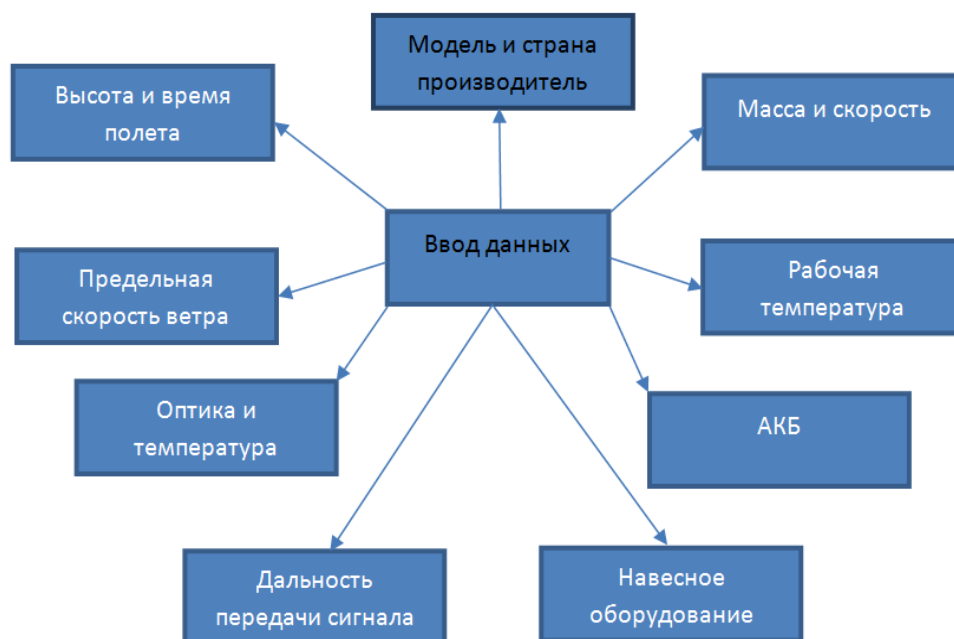 Модель и страна
производитель
Высота и время
полета
Масса и скорость
Ввод данных
Предельная
скорость ветра
Рабочая
температура
Оптика и
температура
АКБ
Дальность
передачи сигнала
Навесное
оборудование